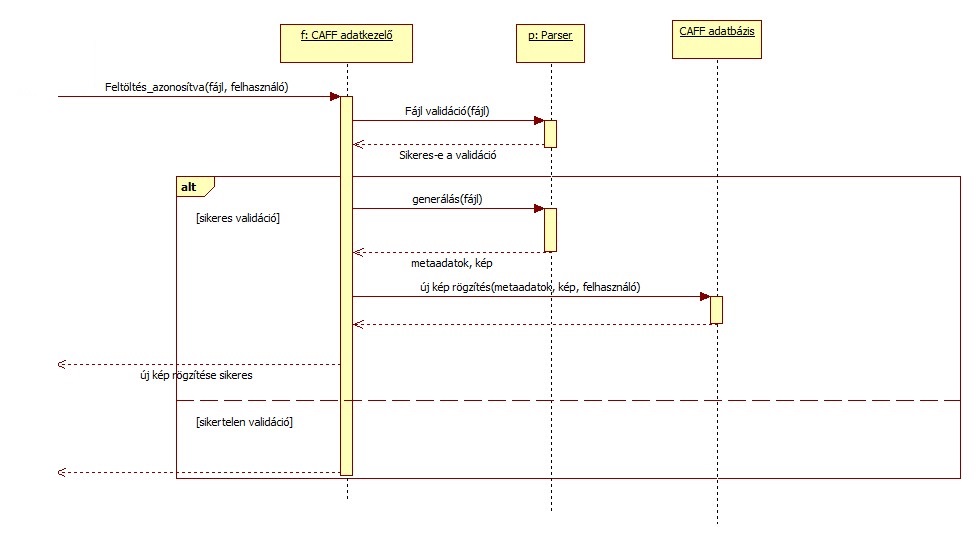 f: CAFF adatkezelő
p: Parser
CAFF adatbázis
Feltöltés_azonosítva(fájl, felhasználó)
Fájl validáció(fájl)
Sikeres-e a validáció
alt
[sikeres validáció]
generálás(fájl)
metaadatok, kép
új kép rögzítés(metaadatok, kép, felhasználó)
új kép rögzítése sikeres
[sikertelen validáció]